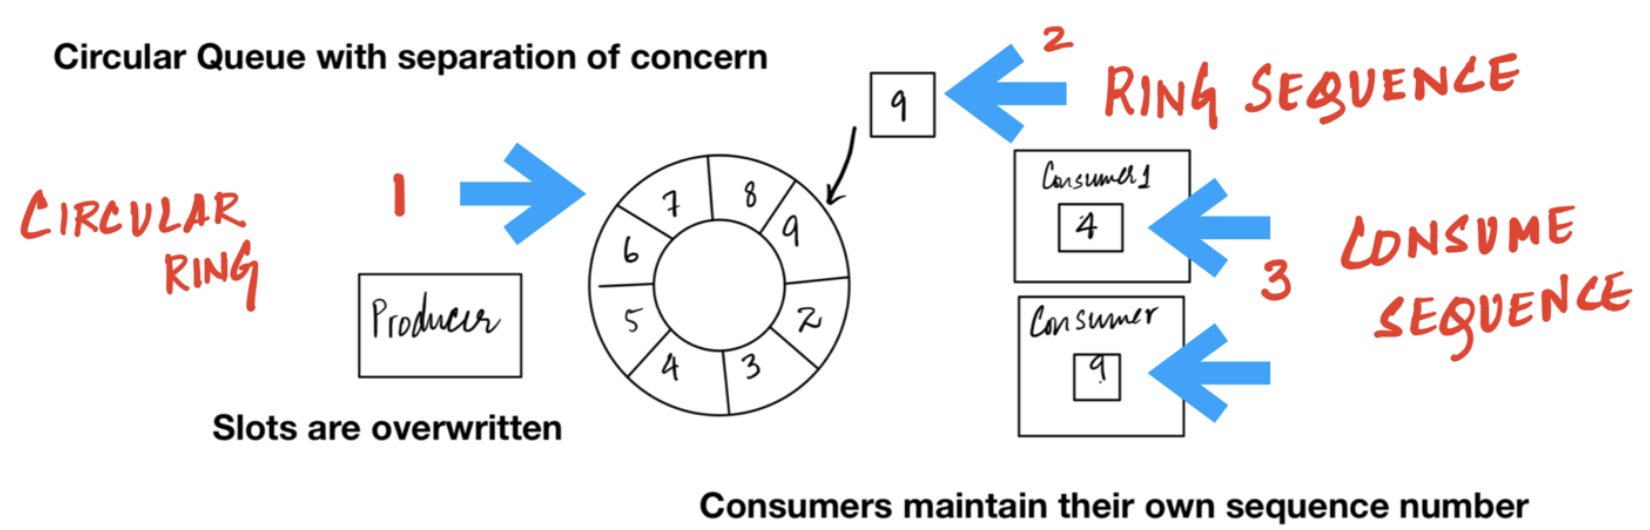 Circular Queue with separation of concern
2
9
RING SEQUENCE
1
CIRCULAR
RING
7
8
9
6
5
4
3
2
Producer
Consumer1
4
3
CONSUME
SEQUENCE
Consumer
9
Slots are overwritten
Consumers maintain their own sequence number